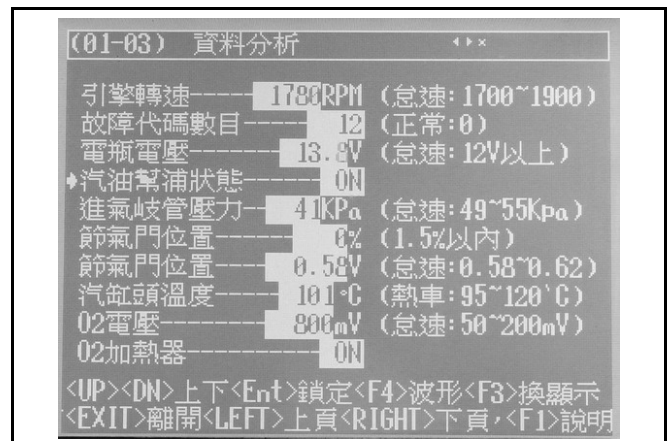 (01-03) 資料分析
引擎轉速-----1780RPM (怠速:1700~1900)
故障代碼數目----12 (正常:0)
電瓶電壓------13.8V (怠速:12V以上)
汽油幫浦狀態-----ON
進氣岐管壓力--41KPa (怠速:49~55Kpa)
節氣門位置-----0% (1.5%以內)
節氣門位置----0.58V (怠速:0.58~0.62)
汽缸頭溫度----101°C (熱車:95~120`C)
O2電壓--------800mV (怠速:50~200mV)
O2加熱器---------ON
<UP><DN>上下<Ent>鎖定<F4>波形<F3>換顯示
<EXIT>離開<LEFT>上頁<RIGHT>下頁,<F1>說明